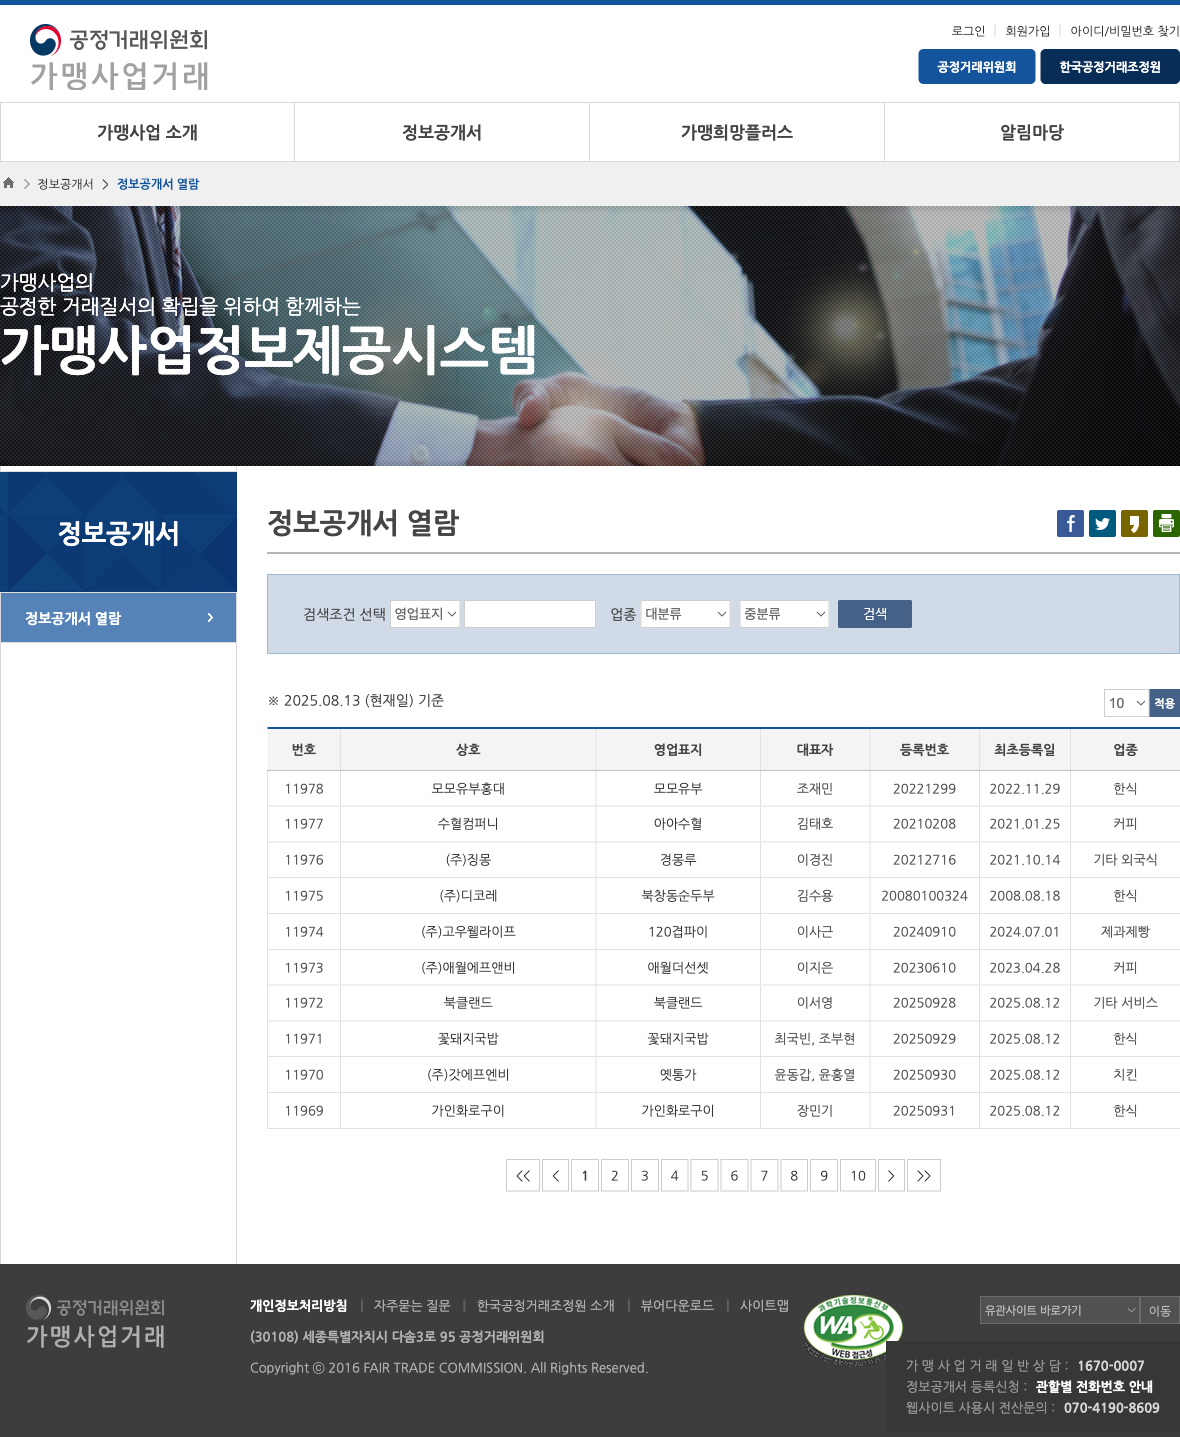 공정거래위원회
가맹사업거래
로그인 회원가입 아이디/비밀번호 찾기
공정거래위원회 한국공정거래조정원
가맹사업 소개 정보공개서 가맹희망플러스 알림마당
> 정보공개서 > 정보공개서 열람
가맹사업의
공정한 거래질서의 확립을 위하여 함께하는
가맹사업정보제공시스템
정보공개서
정보공개서 열람
정보공개서 열람
검색조건 선택 영업표지 업종 대분류 중분류 검색
※ 2025.08.13 (현재일) 기준 10 적용
번호 상호 영업표지 대표자 등록번호 최초등록일 업종
11978 모모유부홍대 모모유부 조재민 20221299 2022.11.29 한식
11977 수혈컴퍼니 아아수혈 김태호 20210208 2021.01.25 커피
11976 (주)징몽 경몽루 이경진 20212716 2021.10.14 기타 외국식
11975 (주)디코레 북창동순두부 김수용 20080100324 2008.08.18 한식
11974 (주)고우웰라이프 120겹파이 이사근 20240910 2024.07.01 제과제빵
11973 (주)애월에프앤비 애월더선셋 이지은 20230610 2023.04.28 커피
11972 북클랜드 북클랜드 이서영 20250928 2025.08.12 기타 서비스
11971 꽃돼지국밥 꽃돼지국밥 최국빈, 조부현 20250929 2025.08.12 한식
11970 (주)갓에프엔비 옛통가 윤동갑, 윤홍열 20250930 2025.08.12 치킨
11969 가인화로구이 가인화로구이 장민기 20250931 2025.08.12 한식
<< < 1 2 3 4 5 6 7 8 9 10 > >>
공정거래위원회
가맹사업거래
개인정보처리방침 자주묻는 질문 한국공정거래조정원 소개 뷰어다운로드 사이트맵
(30108) 세종특별자치시 다솜3로 95 공정거래위원회
Copyright ⓒ 2016 FAIR TRADE COMMISSION. All Rights Reserved.
과학기술정보통신부
WA
WEB 접근성
유관사이트 바로가기 이동
가 맹 사 업 거 래 일 반 상 담 : 1670-0007
정보공개서 등록신청 : 관할별 전화번호 안내
웹사이트 사용시 전산문의 : 070-4190-8609